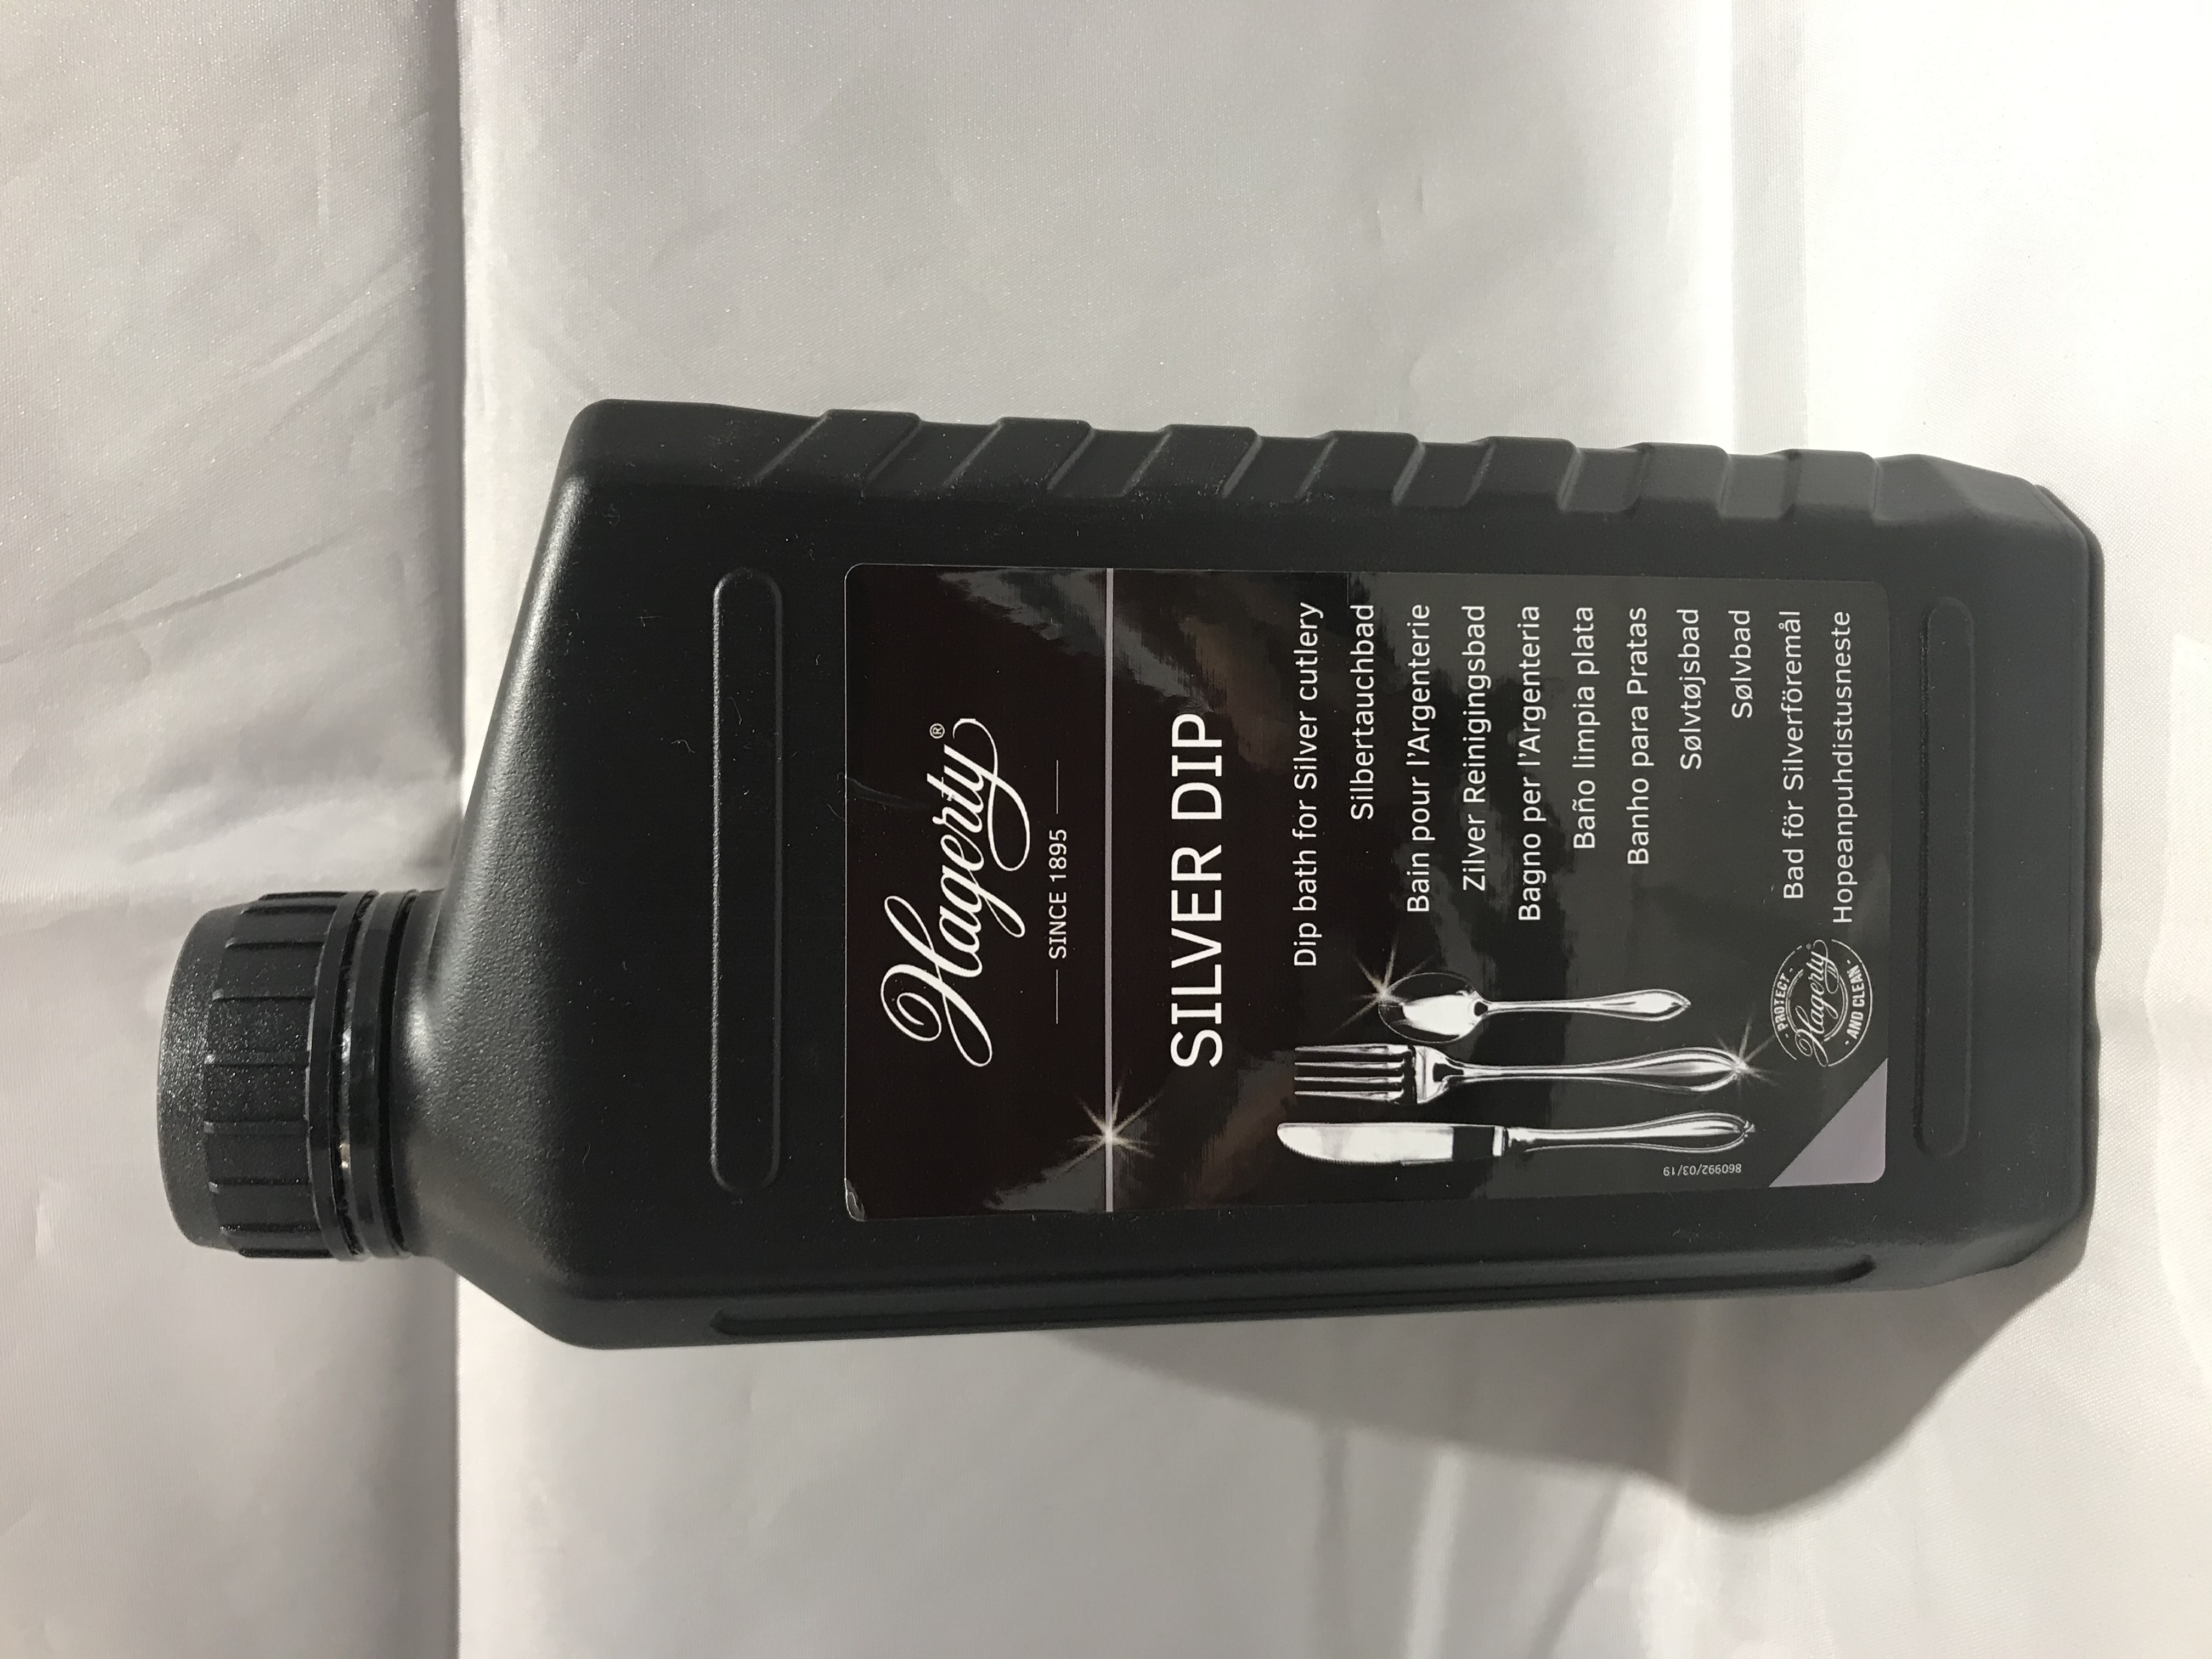 Hagerty®
SINCE 1895
SILVER DIP
Dip bath for Silver cutlery
Silbertauchbad
Bain pour l'Argenterie
Zilver Reinigingsbad
Bagno per l'Argenteria
Baño limpia plata
Banho para Pratas
Sølvtøjsbad
Sølvbad
Bad för Silverföremål
Hopeanpuhdistusneste
PROTECT
Hagerty®
AND CLEAN
860992/03/19